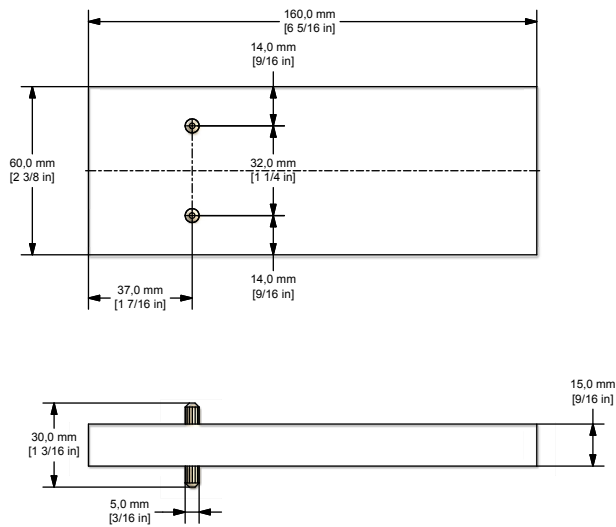 160,0 mm
[6 5/16 in]
14,0 mm
[9/16 in]
60,0 mm
[2 3/8 in]
32,0 mm
[1 1/4 in]
14,0 mm
[9/16 in]
37,0 mm
[1 7/16 in]
15,0 mm
[9/16 in]
30,0 mm
[1 3/16 in]
5,0 mm
[3/16 in]